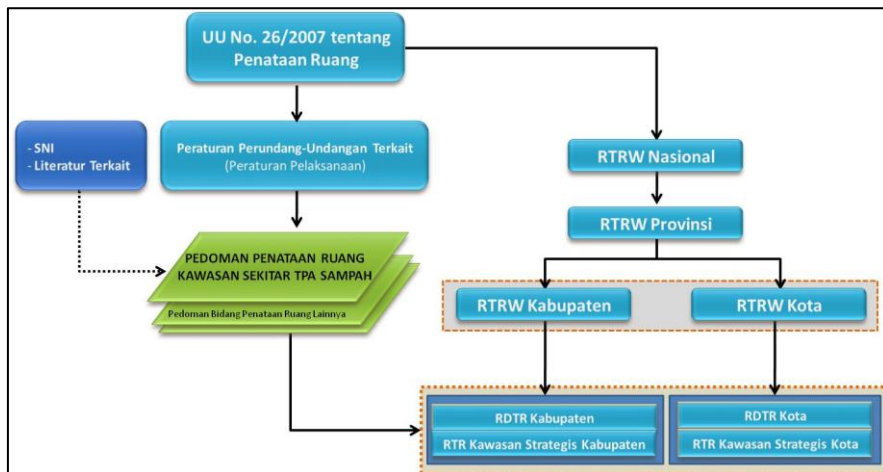 UU No. 26/2007 tentang
Penataan Ruang
- SNI
- Literatur Terkait
Peraturan Perundang-Undangan Terkait
(Peraturan Pelaksanaan)
RTRW Nasional
RTRW Provinsi
PEDOMAN PENATAAN RUANG
KAWASAN SEKITAR TPA SAMPAH
Pedoman Bidang Penataan Ruang Lainnya
RTRW Kabupaten
RTRW Kota
RDTR Kabupaten
RTR Kawasan Strategis Kabupaten
RDTR Kota
RTR Kawasan Strategis Kota